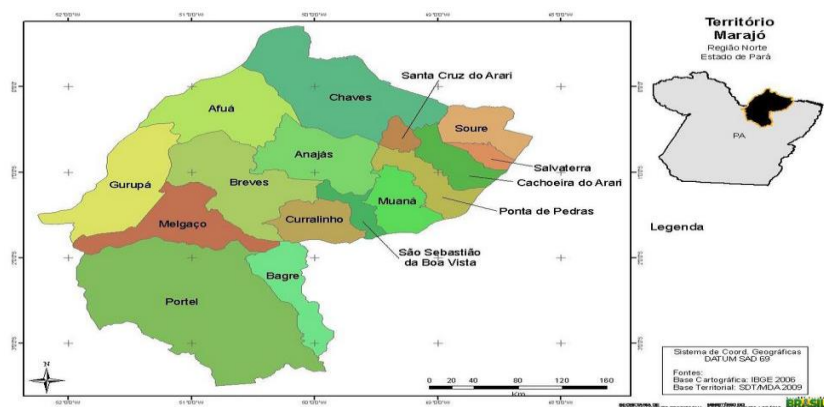 Território
Marajó
Região Norte
Estado de Pará
PA
Legenda
Chaves
Santa Cruz do Arari
Afuá
Soure
Anajás
Salvaterra
Cachoeira do Arari
Gurupá
Breves
Muaná
Ponta de Pedras
Melgaço
Curralinho
São Sebastião
da Boa Vista
Bagre
Portel
N
0 20 40 80 120 160
Km
Sistema de Coord. Geográficas
DATUM SAD 69
Fontes:
Base Cartográfica: IBGE 2006
Base Territorial: SDT/MDA 2009
BRASIL